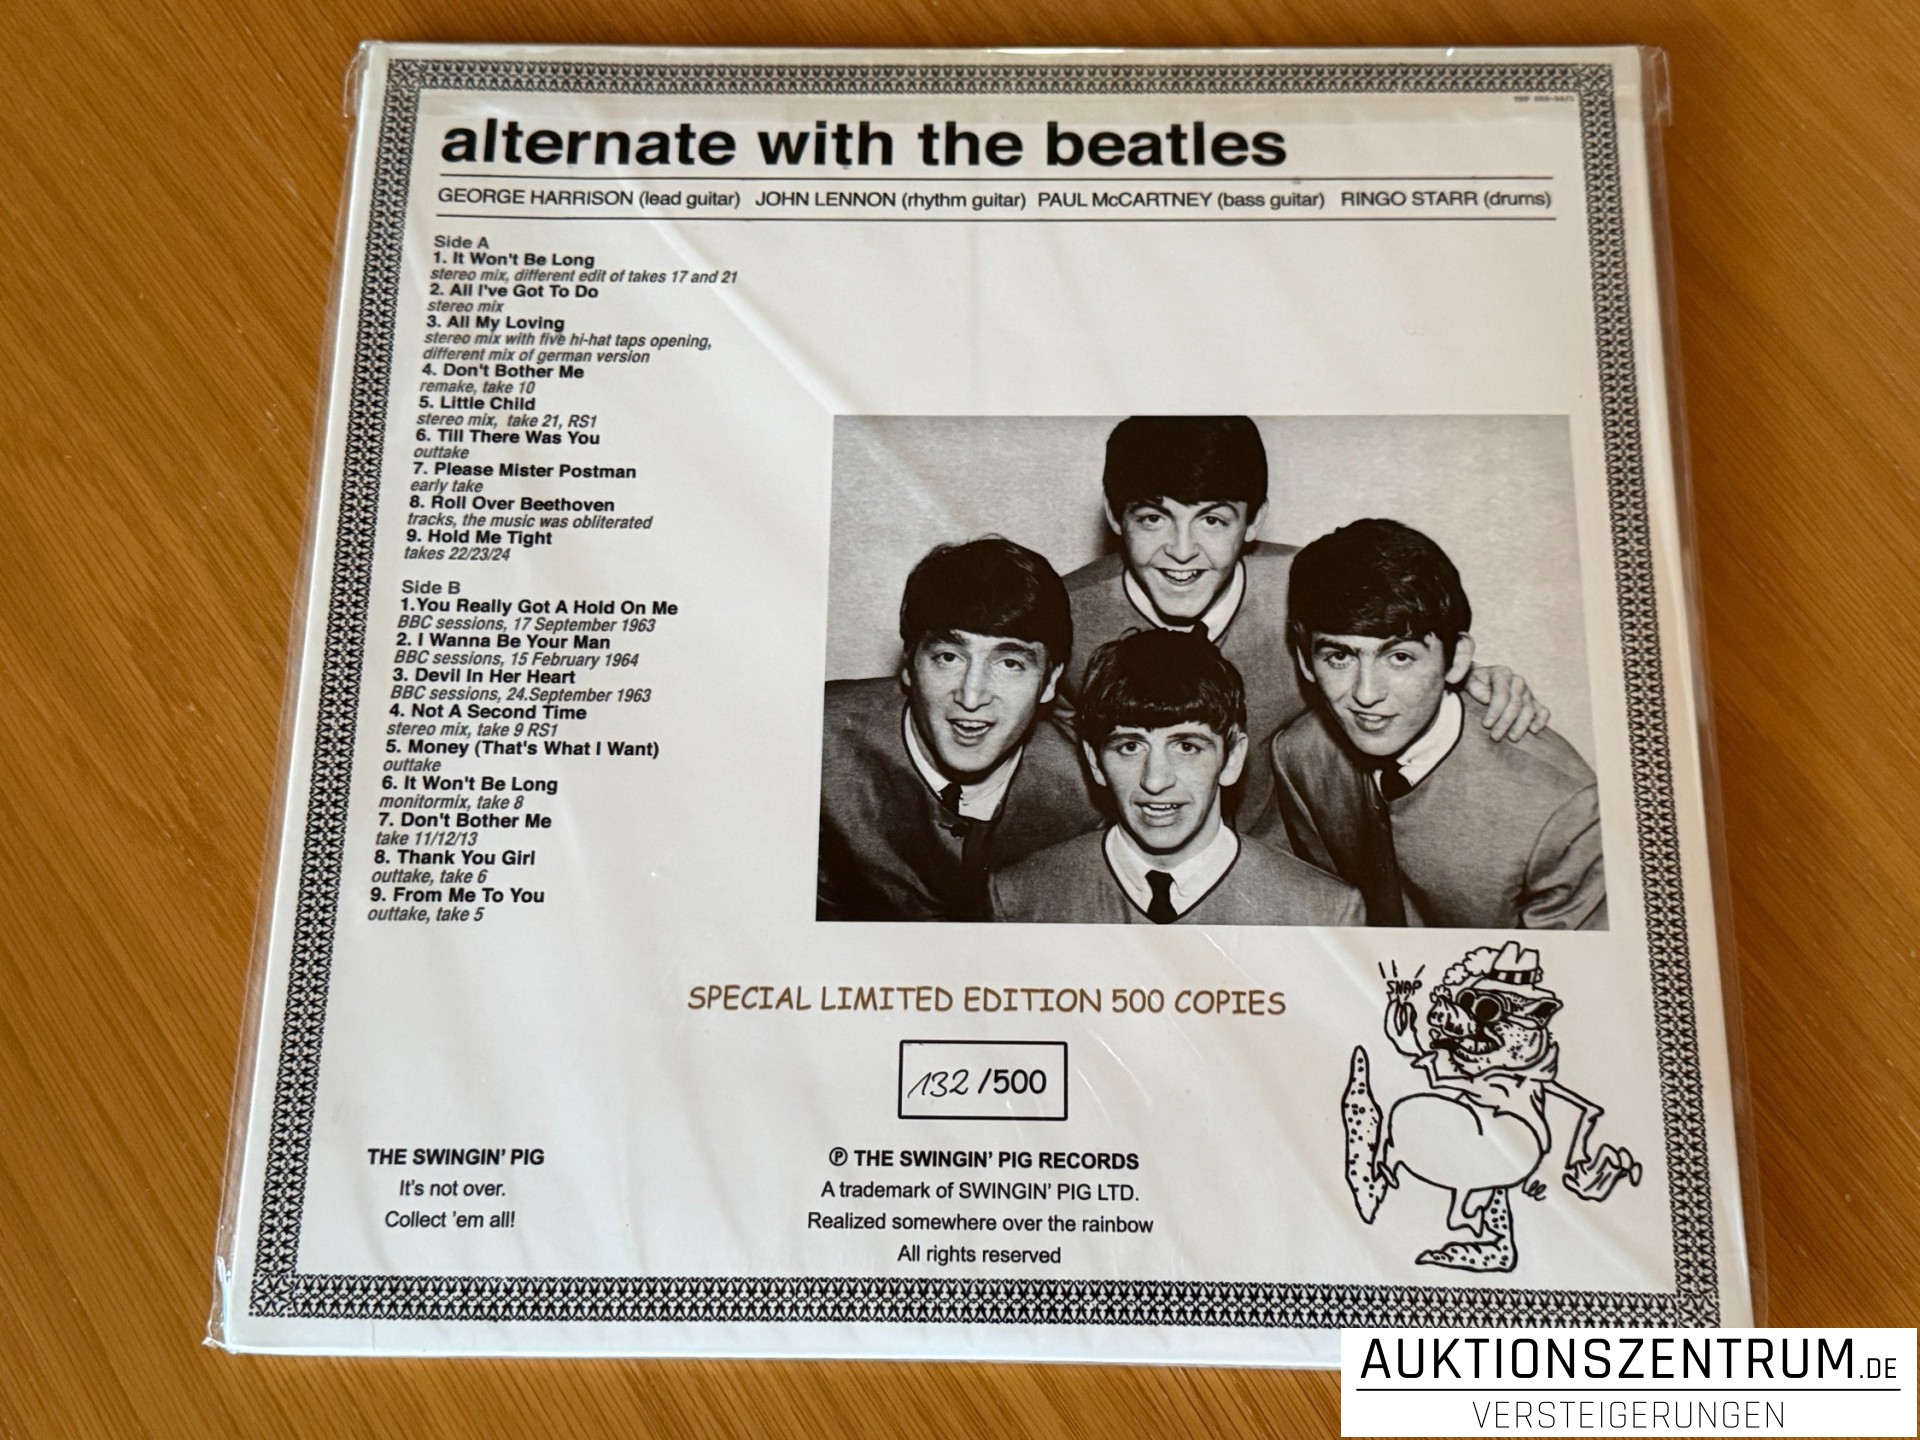 alternate with the beatles
GEORGE HARRISON (lead guitar) JOHN LENNON (rhythm guitar) PAUL McCARTNEY (bass guitar) RINGO STARR (drums)
Side A
1. It Won't Be Long
stereo mix, different edit of takes 17 and 21
2. All I've Got To Do
stereo mix
3. All My Loving
stereo mix with five hi-hat taps opening,
different mix of german version
4. Don't Bother Me
remake, take 10
5. Little Child
stereo mix, take 21, RS1
6. Till There Was You
outtake
7. Please Mister Postman
early take
8. Roll Over Beethoven
tracks, the music was obliterated
9. Hold Me Tight
takes 22/23/24
Side B
1.You Really Got A Hold On Me
BBC sessions, 17 September 1963
2. I Wanna Be Your Man
BBC sessions, 15 February 1964
3. Devil In Her Heart
BBC sessions, 24.September 1963
4. Not A Second Time
stereo mix, take 9 RS1
5. Money (That's What I Want)
outtake
6. It Won't Be Long
monitormix, take 8
7. Don't Bother Me
take 11/12/13
8. Thank You Girl
outtake, take 6
9. From Me To You
outtake, take 5
SNAP
SPECIAL LIMITED EDITION 500 COPIES
132 /500
THE SWINGIN' PIG
It's not over.
Collect 'em all!
℗ THE SWINGIN' PIG RECORDS
A trademark of SWINGIN' PIG LTD.
Realized somewhere over the rainbow
All rights reserved
AUKTIONSZENTRUM.DE
VERSTEIGERUNGEN